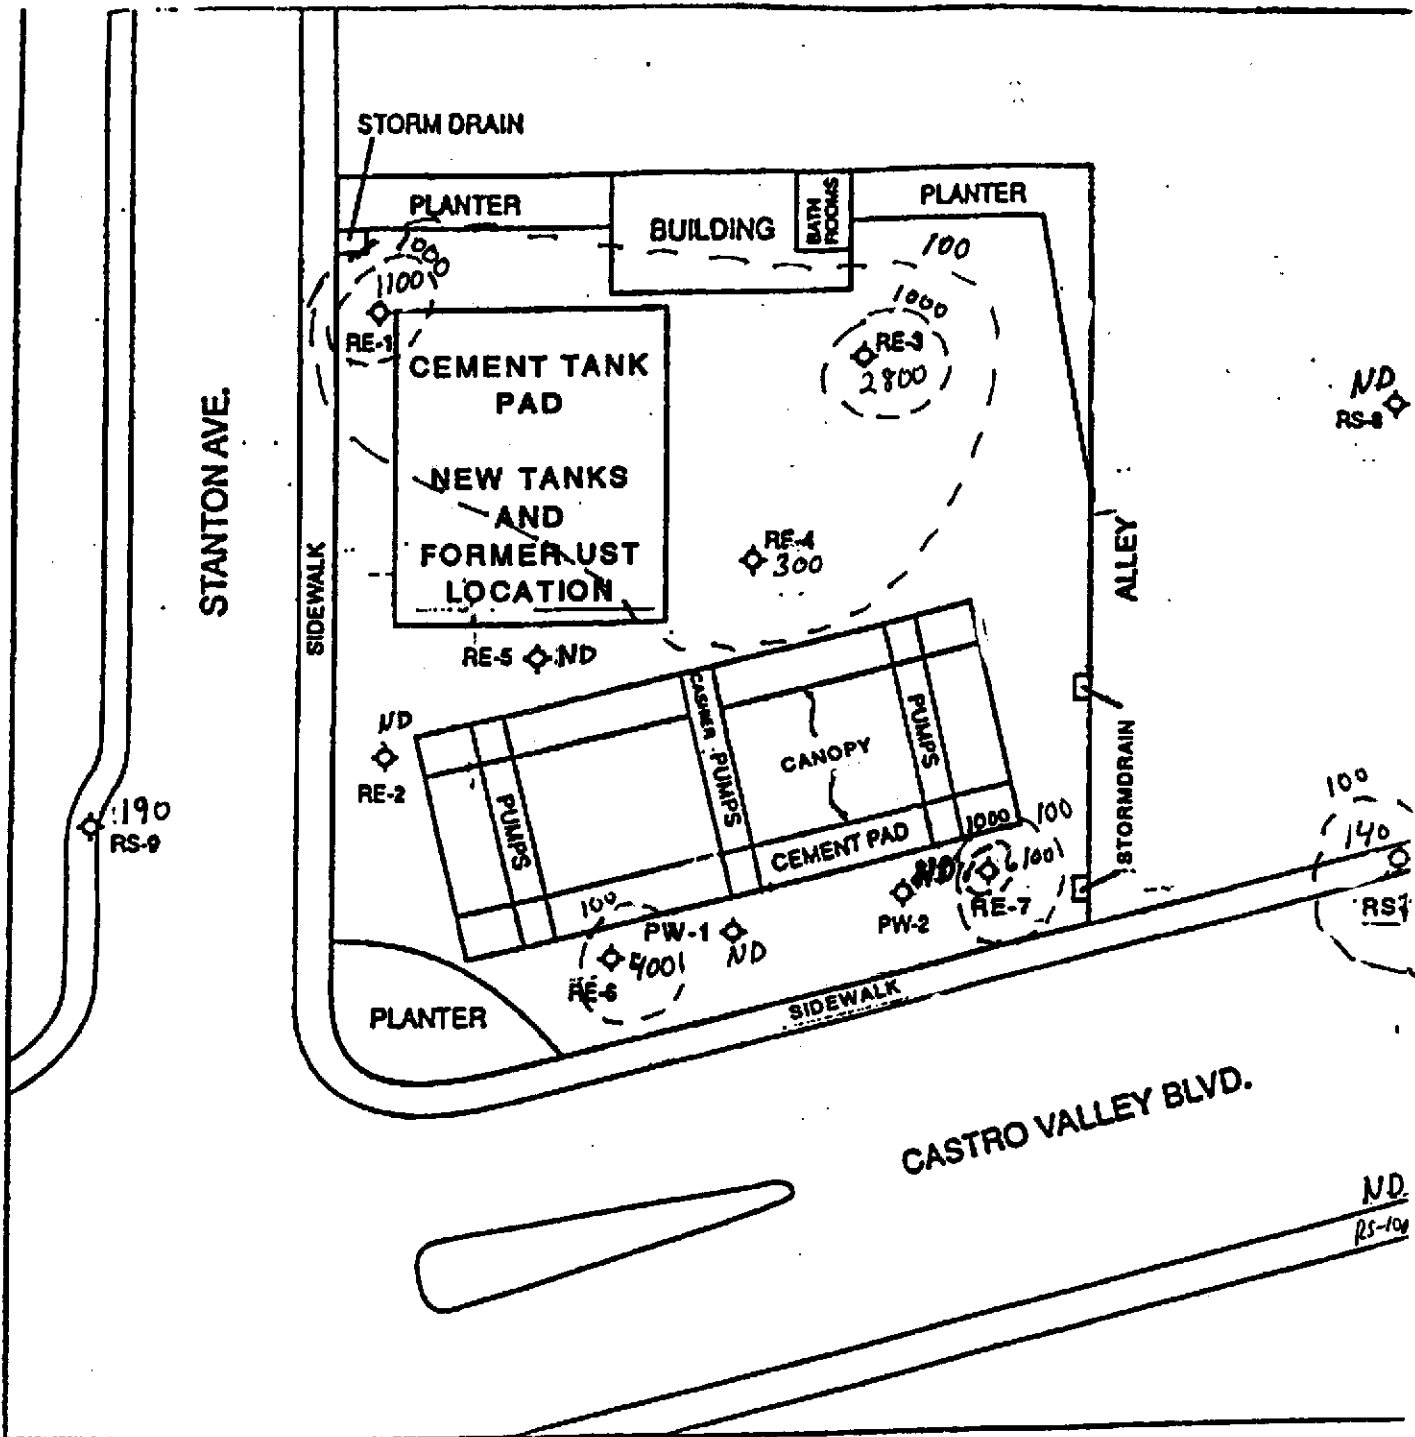 STORM DRAIN
PLANTER
BUILDING
BATH
ROOMS
PLANTER
100
1000
1100
RE-1
1000
RE-3
2800
CEMENT TANK
PAD
NEW TANKS
AND
FORMER UST
LOCATION
STANTON AVE.
SIDEWALK
ND
RS-8
RE-4
300
ALLEY
RE-5
ND
ND
RE-2
190
RS-9
CASHIER
PUMPS
PUMPS
PUMPS
CANOPY
CEMENT PAD
STORMDRAIN
1000
100
ND
PW-2
RE-7
100
140
100
PW-1
ND
400
RE-6
PLANTER
SIDEWALK
CASTRO VALLEY BLVD.
ND